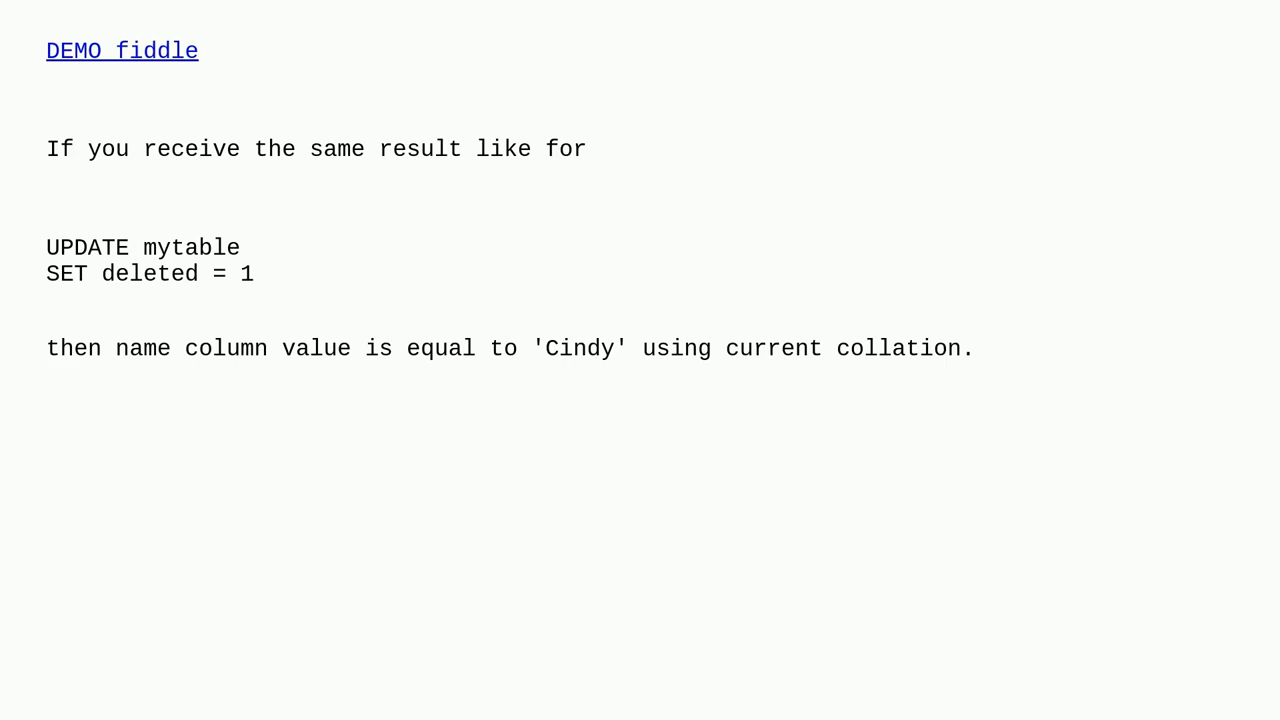 DEMO fiddle
If you receive the same result like for
UPDATE mytable
SET deleted = 1
then name column value is equal to 'Cindy' using current collation.